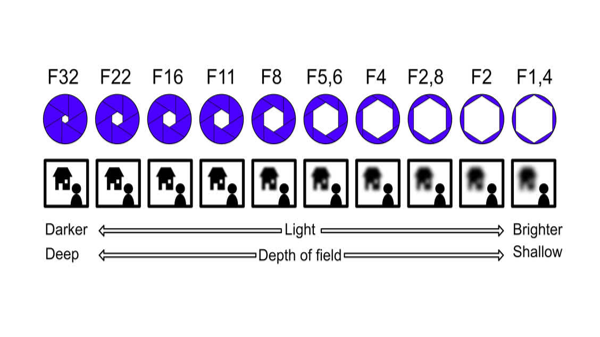 F32 F22 F16 F11 F8 F5,6 F4 F2,8 F2 F1,4
Darker Light Brighter
Deep Depth of field Shallow